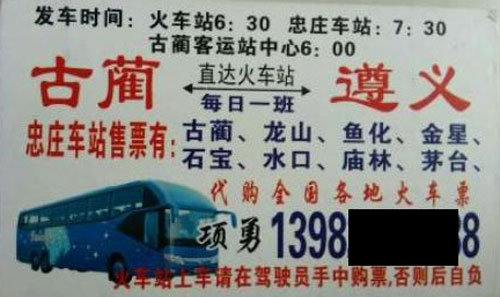 发车时间：火车站6：30 忠庄车站：7：30
古蔺客运站中心6：00
古蔺 直达火车站 遵义
每日一班
忠庄车站售票有：古蔺、龙山、鱼化、金星、
石宝、水口、庙林、茅台、
代购全国各地火车票
项勇 1398 8
火车站上车请在驾驶员手中购票,否则后自负